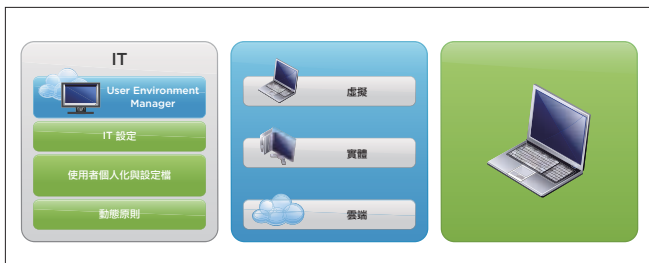 IT
User Environment
Manager
IT 設定
使用者個人化與設定檔
動態原則
虛擬
實體
雲端